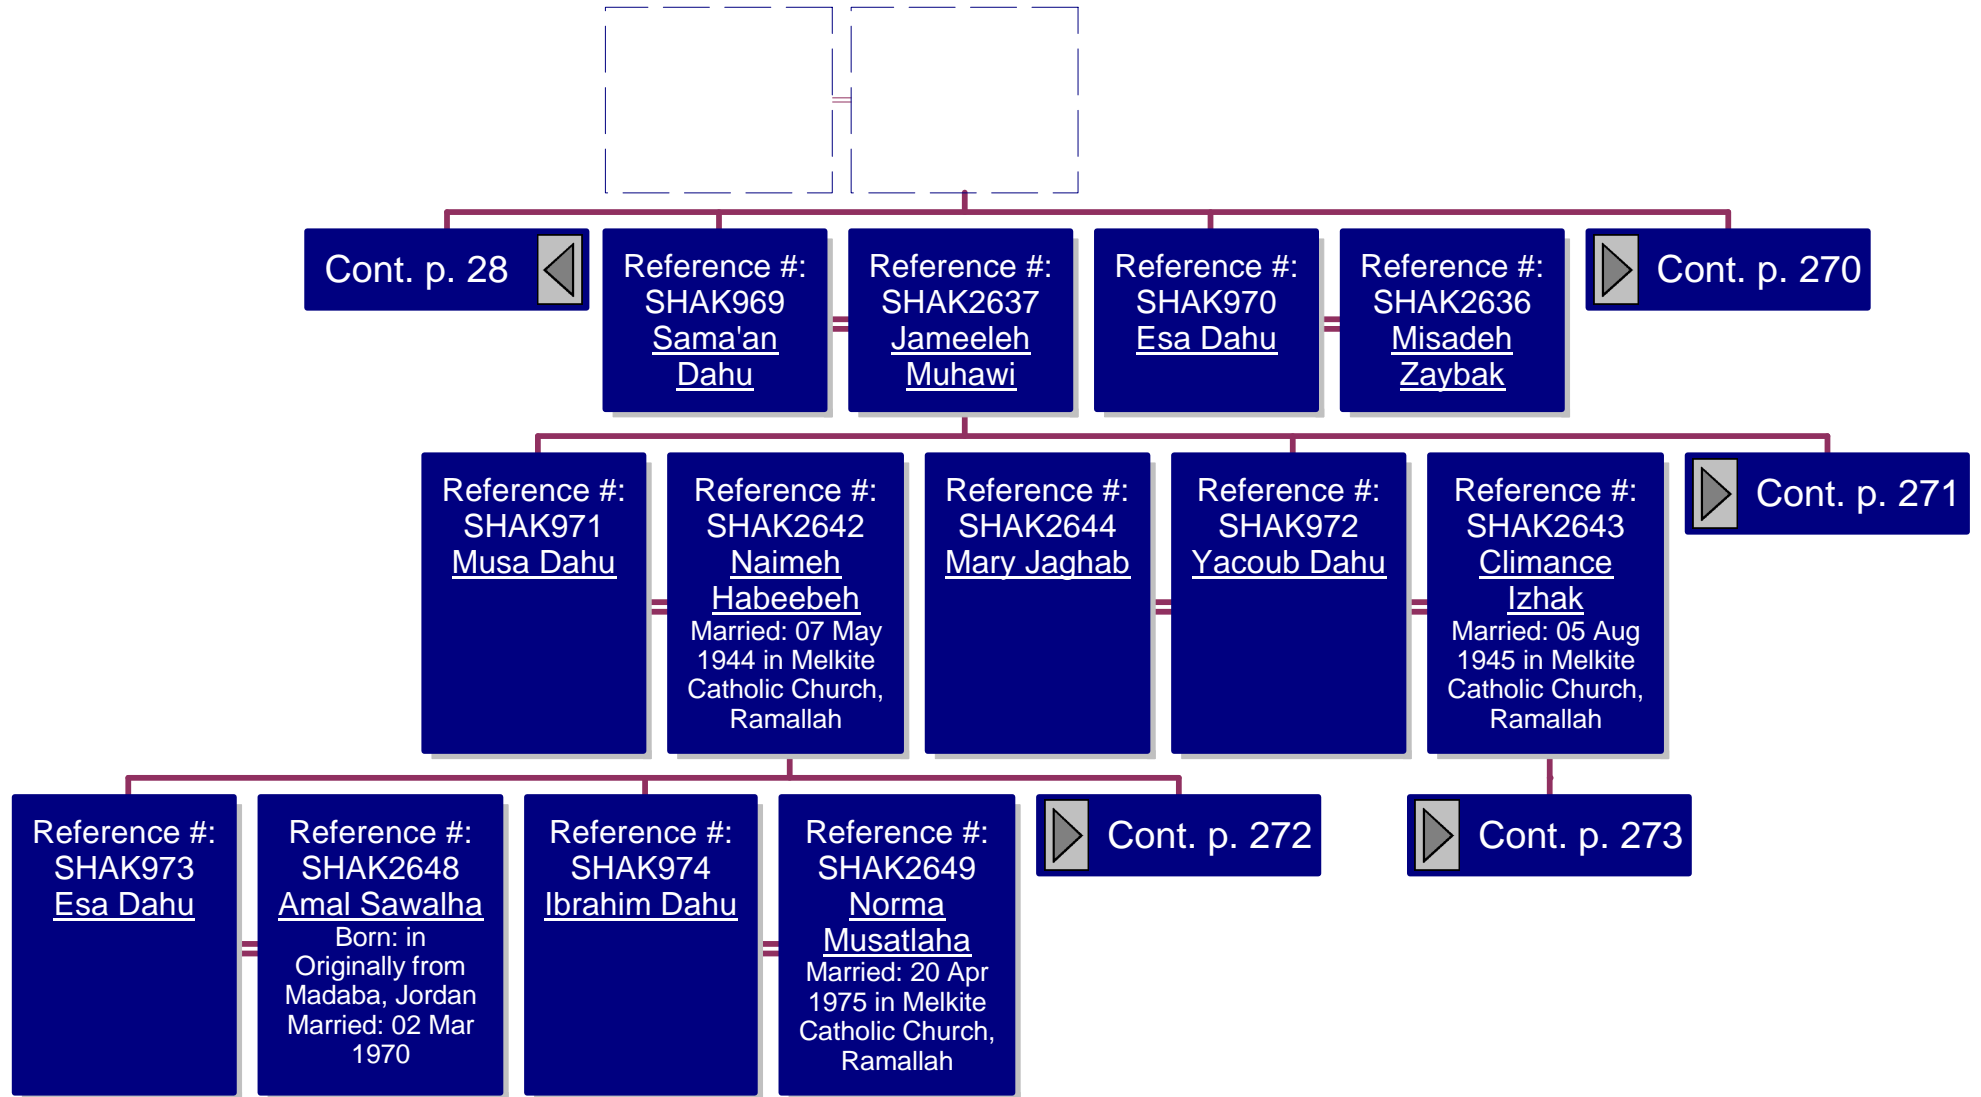 Cont. p. 28
Reference #:
SHAK969
Sama'an
Dahu
Reference #:
SHAK2637
Jameeleh
Muhawi
Reference #:
SHAK970
Esa Dahu
Reference #:
SHAK2636
Misadeh
Zaybak
Cont. p. 270
Reference #:
SHAK971
Musa Dahu
Reference #:
SHAK2642
Naimeh
Habeebeh
Married: 07 May
1944 in Melkite
Catholic Church,
Ramallah
Reference #:
SHAK2644
Mary Jaghab
Reference #:
SHAK972
Yacoub Dahu
Reference #:
SHAK2643
Climance
Izhak
Married: 05 Aug
1945 in Melkite
Catholic Church,
Ramallah
Cont. p. 271
Reference #:
SHAK973
Esa Dahu
Reference #:
SHAK2648
Amal Sawalha
Born: in
Originally from
Madaba, Jordan
Married: 02 Mar
1970
Reference #:
SHAK974
Ibrahim Dahu
Reference #:
SHAK2649
Norma
Musatlaha
Married: 20 Apr
1975 in Melkite
Catholic Church,
Ramallah
Cont. p. 272
Cont. p. 273